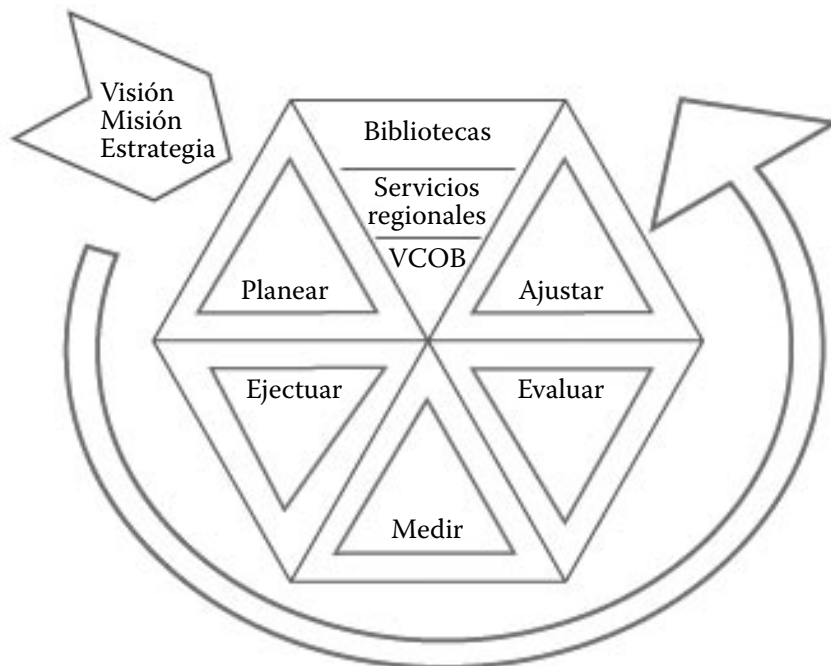 Visión
Misión
Estrategia
Bibliotecas
Servicios
regionales
VCOB
Planear
Ajustar
Ejectuar
Evaluar
Medir